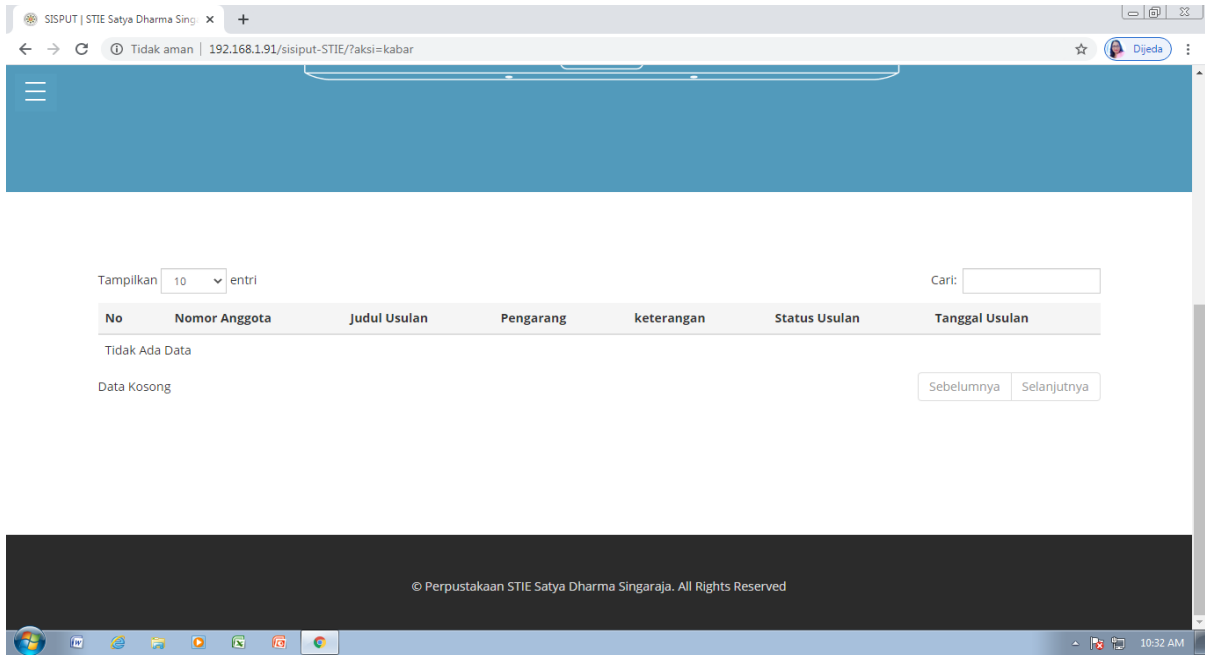 SISPUT | STIE Satya Dharma Sing
Tidak aman | 192.168.1.91/sisiput-STIE/?aksi=kabar
Dijeda
Tampilkan 10 entri
Cari:
No Nomor Anggota Judul Usulan Pengarang keterangan Status Usulan Tanggal Usulan
Tidak Ada Data
Data Kosong
Sebelumnya Selanjutnya
© Perpustakaan STIE Satya Dharma Singaraja. All Rights Reserved
10:32 AM